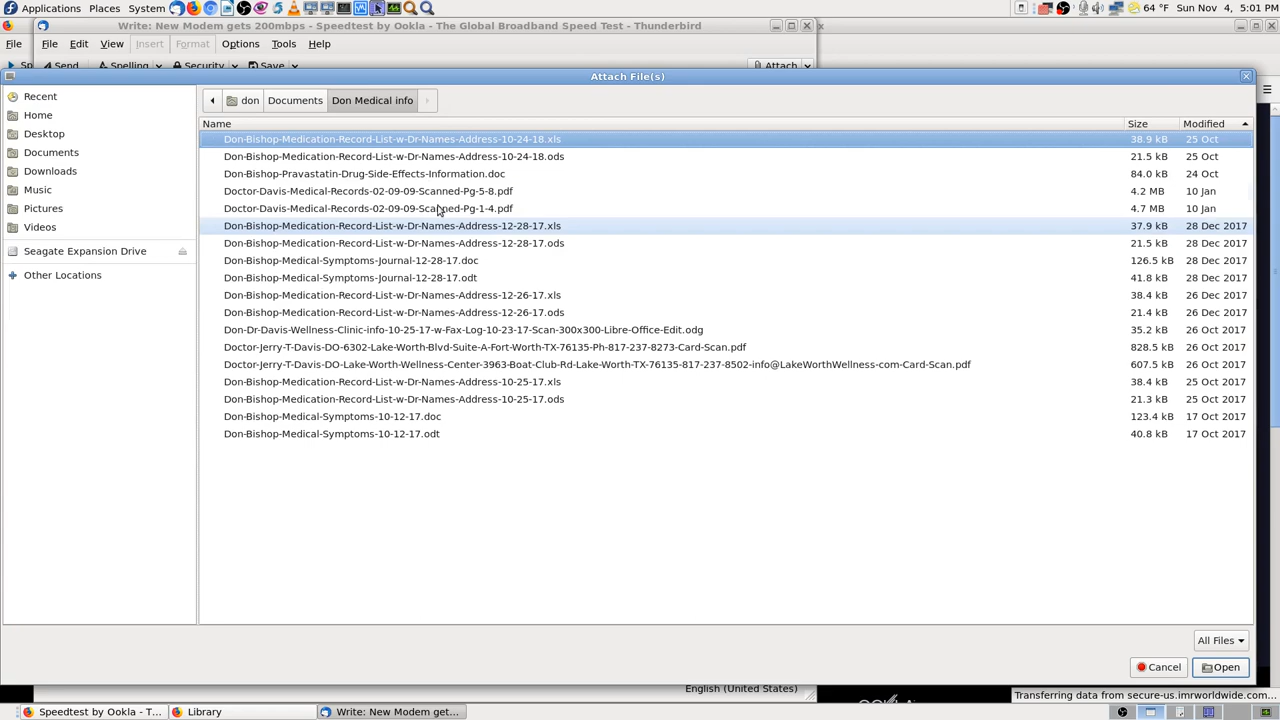 Applications Places System 64 °F Sun Nov 4, 5:01 PM
Write: New Modem gets 200mbps - Speedtest by Ookla - The Global Broadband Speed Test - Thunderbird
File File Edit View Insert Format Options Tools Help
Send Spelling Security Save Attach
Attach File(s)
don Documents Don Medical info
Recent
Home
Desktop
Documents
Downloads
Music
Pictures
Videos
Seagate Expansion Drive
Other Locations
Name Size Modified
Don-Bishop-Medication-Record-List-w-Dr-Names-Address-10-24-18.xls 38.9 kB 25 Oct
Don-Bishop-Medication-Record-List-w-Dr-Names-Address-10-24-18.ods 21.5 kB 25 Oct
Don-Bishop-Pravastatin-Drug-Side-Effects-Information.doc 84.0 kB 24 Oct
Doctor-Davis-Medical-Records-02-09-09-Scanned-Pg-5-8.pdf 4.2 MB 10 Jan
Doctor-Davis-Medical-Records-02-09-09-Scanned-Pg-1-4.pdf 4.7 MB 10 Jan
Don-Bishop-Medication-Record-List-w-Dr-Names-Address-12-28-17.xls 37.9 kB 28 Dec 2017
Don-Bishop-Medication-Record-List-w-Dr-Names-Address-12-28-17.ods 21.5 kB 28 Dec 2017
Don-Bishop-Medical-Symptoms-Journal-12-28-17.doc 126.5 kB 28 Dec 2017
Don-Bishop-Medical-Symptoms-Journal-12-28-17.odt 41.8 kB 28 Dec 2017
Don-Bishop-Medication-Record-List-w-Dr-Names-Address-12-26-17.xls 38.4 kB 26 Dec 2017
Don-Bishop-Medication-Record-List-w-Dr-Names-Address-12-26-17.ods 21.4 kB 26 Dec 2017
Don-Dr-Davis-Wellness-Clinic-info-10-25-17-w-Fax-Log-10-23-17-Scan-300x300-Libre-Office-Edit.odg 35.2 kB 26 Oct 2017
Doctor-Jerry-T-Davis-DO-6302-Lake-Worth-Blvd-Suite-A-Fort-Worth-TX-76135-Ph-817-237-8273-Card-Scan.pdf 828.5 kB 26 Oct 2017
Doctor-Jerry-T-Davis-DO-Lake-Worth-Wellness-Center-3963-Boat-Club-Rd-Lake-Worth-TX-76135-817-237-8502-info@LakeWorthWellness-com-Card-Scan.pdf 607.5 kB 26 Oct 2017
Don-Bishop-Medication-Record-List-w-Dr-Names-Address-10-25-17.xls 38.4 kB 25 Oct 2017
Don-Bishop-Medication-Record-List-w-Dr-Names-Address-10-25-17.ods 21.3 kB 25 Oct 2017
Don-Bishop-Medical-Symptoms-10-12-17.doc 123.4 kB 17 Oct 2017
Don-Bishop-Medical-Symptoms-10-12-17.odt 40.8 kB 17 Oct 2017
All Files
Cancel Open
English (United States)
Transferring data from secure-us.imrworldwide.com...
Speedtest by Ookla - T... Library Write: New Modem get...